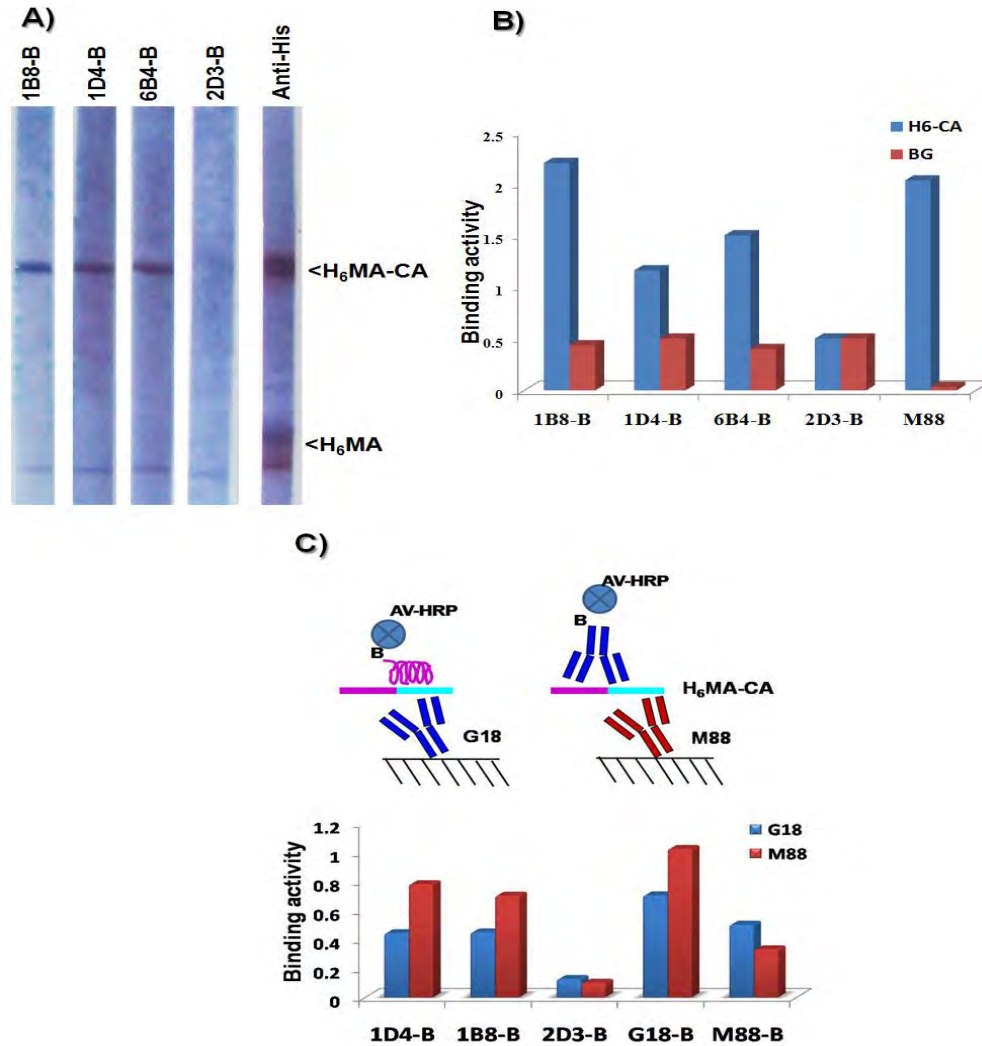 A)
1B8-B
1D4-B
6B4-B
2D3-B
Anti-His
<H₆MA-CA
<H₆MA
B)
Binding activity
2.5
2
1.5
1
0.5
0
H6-CA
BG
1B8-B 1D4-B 6B4-B 2D3-B M88
C)
AV-HRP
B
G18
AV-HRP
B
H₆MA-CA
M88
Binding activity
1.2
1
0.8
0.6
0.4
0.2
0
G18
M88
1D4-B 1B8-B 2D3-B G18-B M88-B